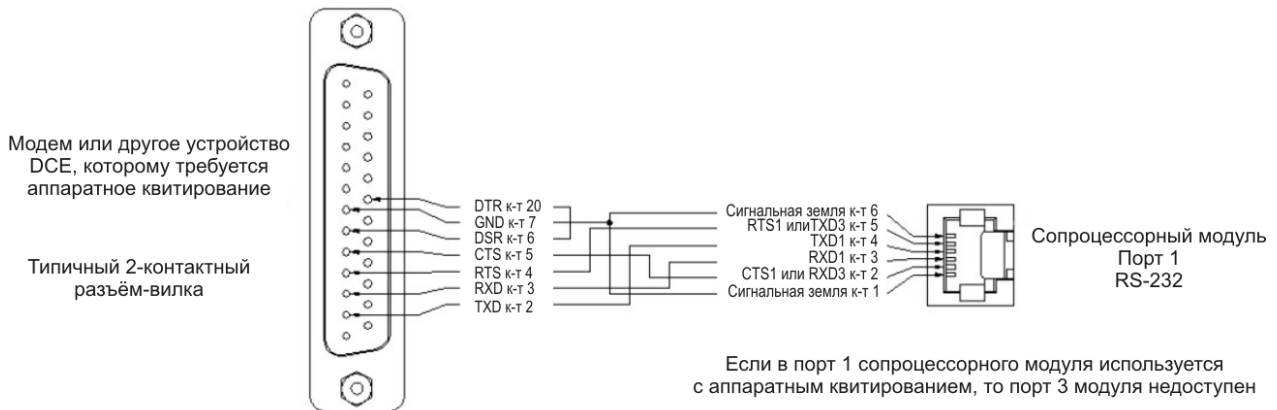 Модем или другое устройство
DCE, которому требуется
аппаратное квитирование
Типичный 2-контактный
разъём-вилка
DTR к-т 20
GND к-т 7
DSR к-т 6
CTS к-т 5
RTS к-т 4
RXD к-т 3
TXD к-т 2
Сигнальная земля к-т 6
RTS1 илиTXD3 к-т 5
TXD1 к-т 4
RXD1 к-т 3
CTS1 или RXD3 к-т 2
Сигнальная земля к-т 1
Сопроцессорный модуль
Порт 1
RS-232
Если в порт 1 сопроцессорного модуля используется
с аппаратным квитированием, то порт 3 модуля недоступен